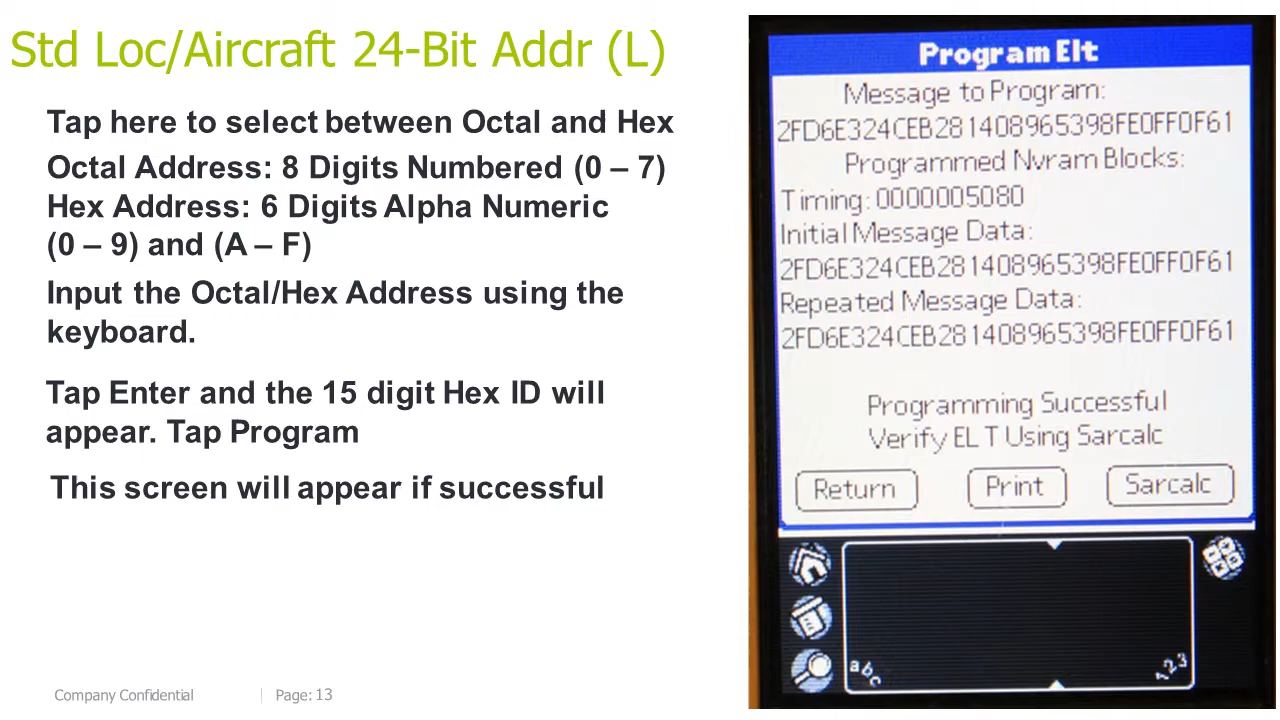 Std Loc/Aircraft 24-Bit Addr (L)
Tap here to select between Octal and Hex
Octal Address: 8 Digits Numbered (0 – 7)
Hex Address: 6 Digits Alpha Numeric
(0 – 9) and (A – F)
Input the Octal/Hex Address using the
keyboard.
Tap Enter and the 15 digit Hex ID will
appear. Tap Program
This screen will appear if successful
Company Confidential | Page: 13
Program Elt
Message to Program:
2FD6E324CEB281408965398FE0FF0F61
Programmed Nvram Blocks:
Timing: 0000005080
Initial Message Data:
2FD6E324CEB281408965398FE0FF0F61
Repeated Message Data:
2FD6E324CEB281408965398FE0FF0F61
Programming Successful
Verify ELT Using Sarcalc
Return Print Sarcalc
abc 123